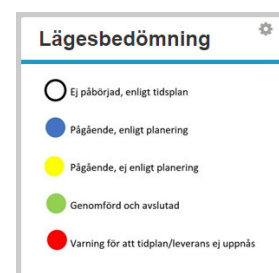 Lägesbedömning
Ej påbörjad, enligt tidsplan
Pågående, enligt planering
Pågående, ej enligt planering
Genomförd och avslutad
Varning för att tidplan/leverans ej uppnås